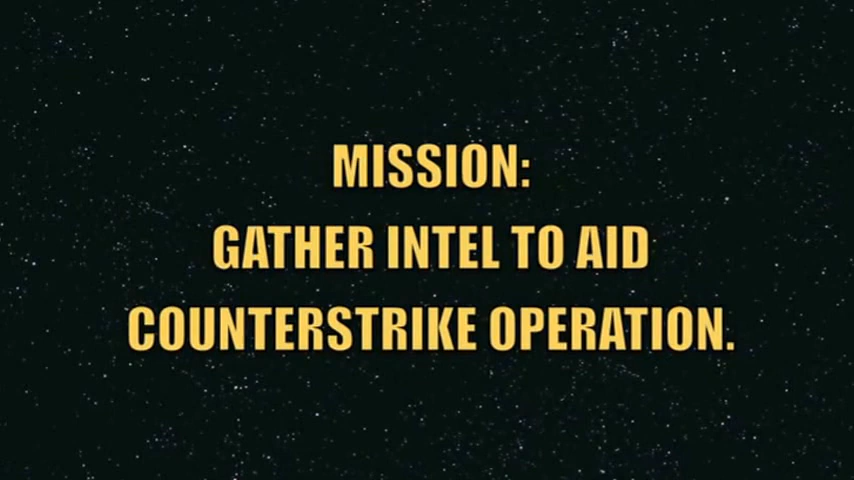 MISSION:
GATHER INTEL TO AID
COUNTERSTRIKE OPERATION.